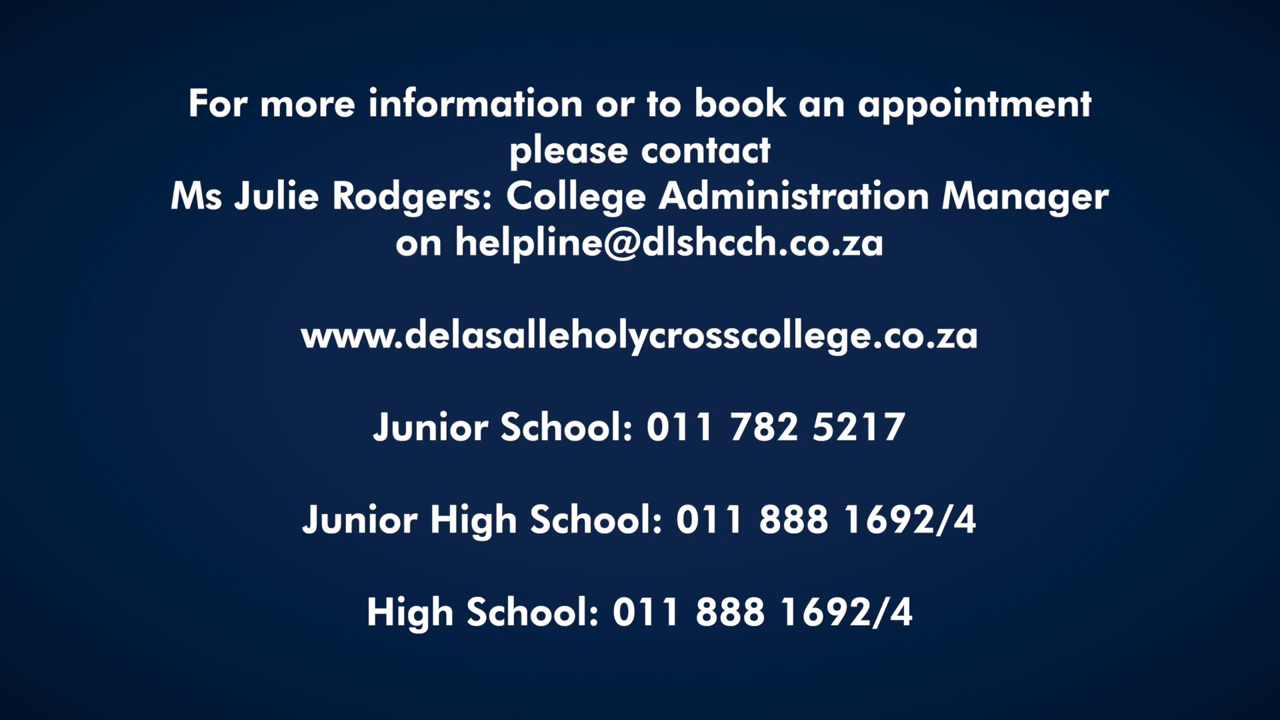 For more information or to book an appointment
please contact
Ms Julie Rodgers: College Administration Manager
on helpline@dlshcch.co.za
www.delasalleholycrosscollege.co.za
Junior School: 011 782 5217
Junior High School: 011 888 1692/4
High School: 011 888 1692/4